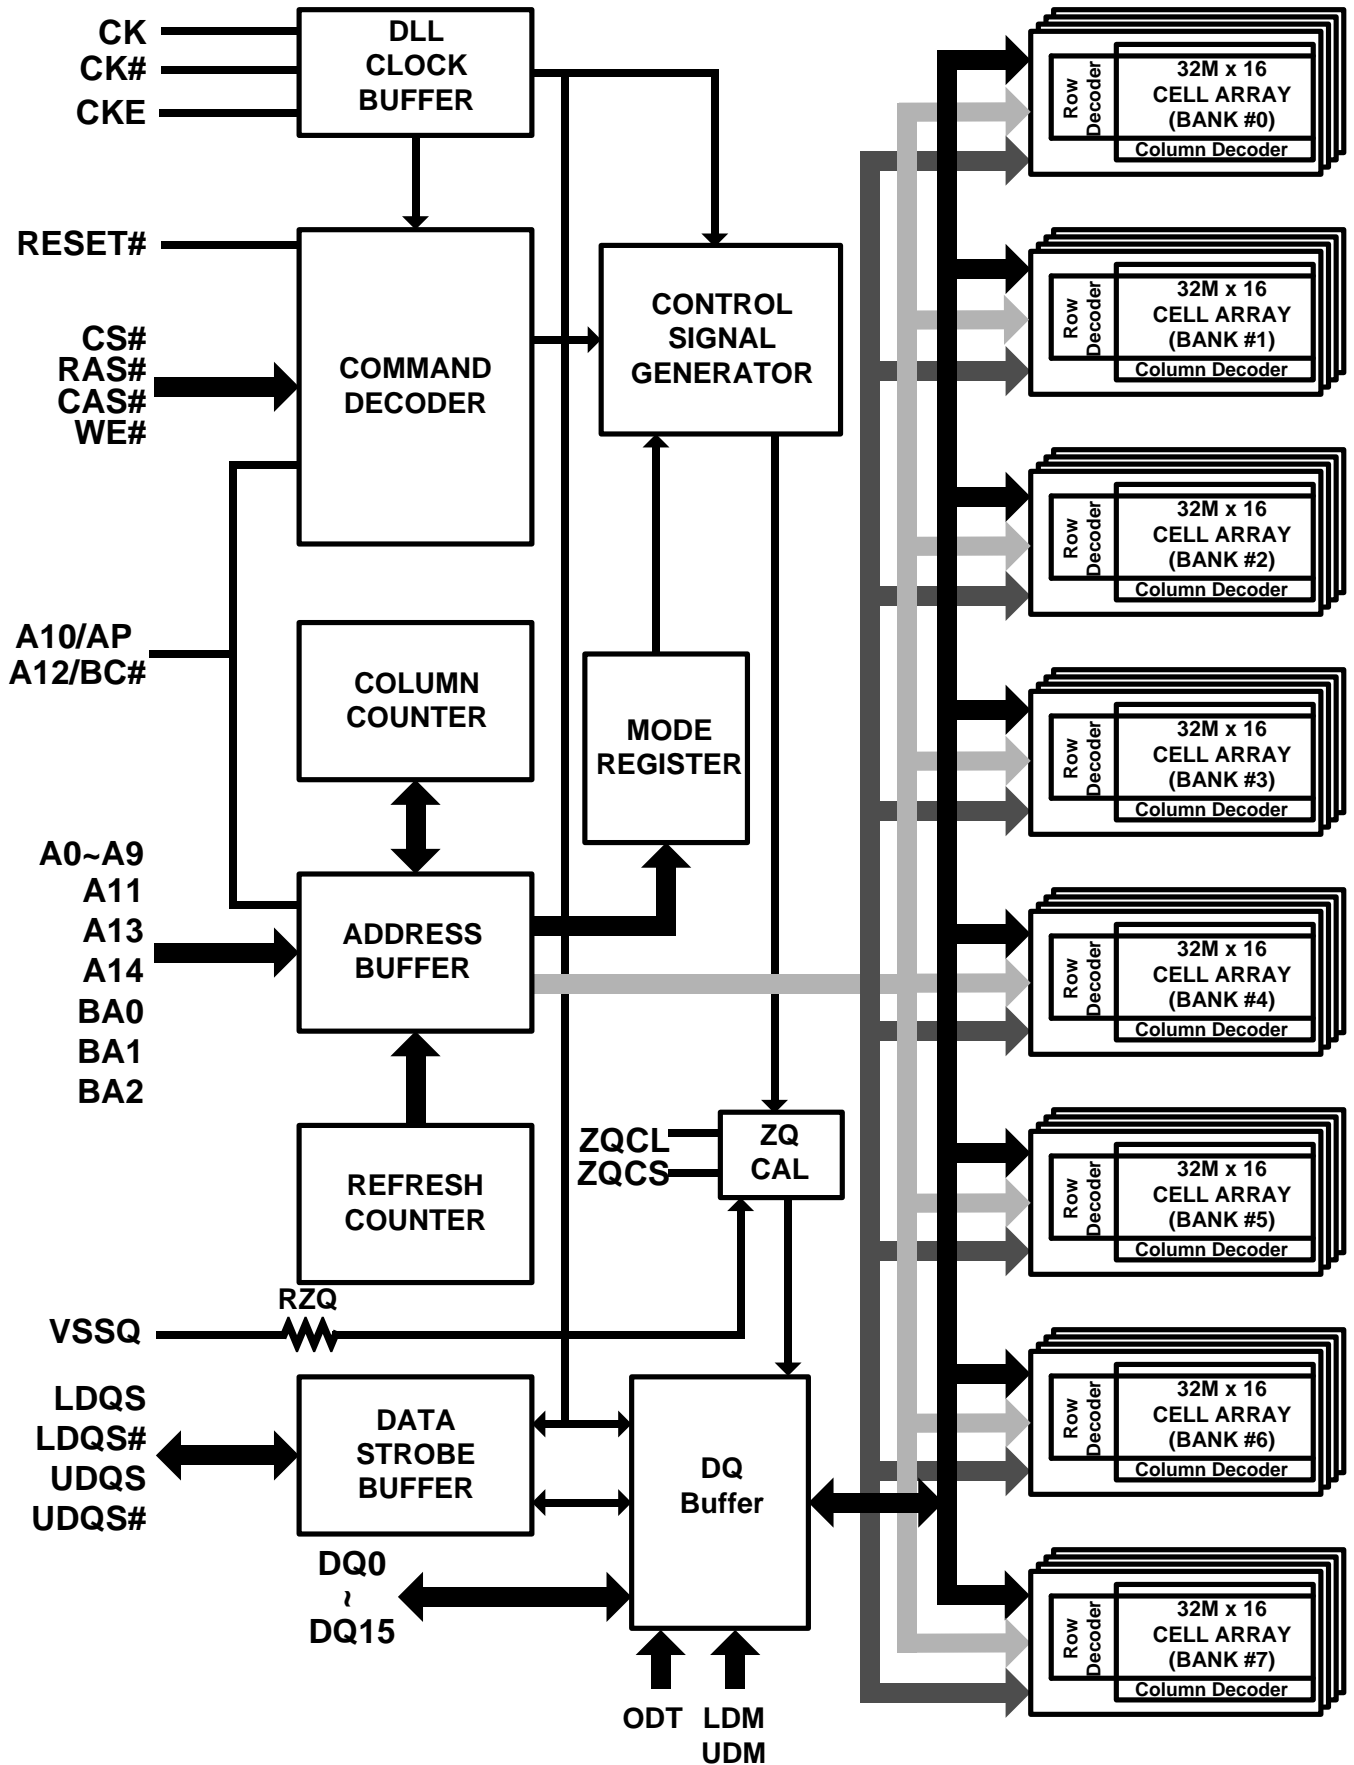 CK
CK#
CKE
DLL
CLOCK
BUFFER
RESET#
CS#
RAS#
CAS#
WE#
COMMAND
DECODER
CONTROL
SIGNAL
GENERATOR
A10/AP
A12/BC#
COLUMN
COUNTER
MODE
REGISTER
A0~A9
A11
A13
A14
BA0
BA1
BA2
ADDRESS
BUFFER
REFRESH
COUNTER
ZQCL
ZQCS
ZQ
CAL
RZQ
VSSQ
LDQS
LDQS#
UDQS
UDQS#
DATA
STROBE
BUFFER
DQ
Buffer
DQ0
~
DQ15
ODT
LDM
UDM
Row
Decoder
32M x 16
CELL ARRAY
(BANK #0)
Column Decoder
Row
Decoder
32M x 16
CELL ARRAY
(BANK #1)
Column Decoder
Row
Decoder
32M x 16
CELL ARRAY
(BANK #2)
Column Decoder
Row
Decoder
32M x 16
CELL ARRAY
(BANK #3)
Column Decoder
Row
Decoder
32M x 16
CELL ARRAY
(BANK #4)
Column Decoder
Row
Decoder
32M x 16
CELL ARRAY
(BANK #5)
Column Decoder
Row
Decoder
32M x 16
CELL ARRAY
(BANK #6)
Column Decoder
Row
Decoder
32M x 16
CELL ARRAY
(BANK #7)
Column Decoder